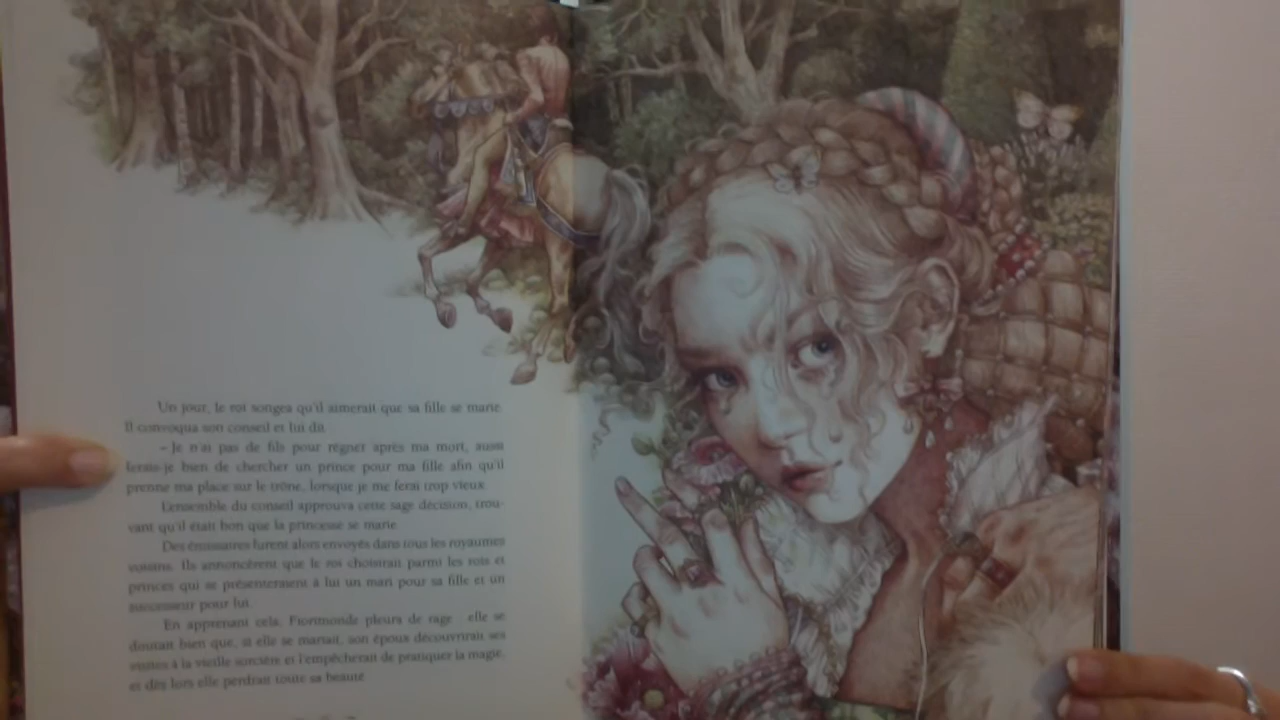 Un jour, le roi songea qu'il aimerait que sa fille se marie.
Il convoqua son conseil et lui dit
– Je n'ai pas de fils pour régner après ma mort, aussi
ferais-je bien de chercher un prince pour ma fille afin qu'il
prenne ma place sur le trône, lorsque je me ferai trop vieux.
L'ensemble du conseil approuva cette sage décision, trou-
vant qu'il était bon que la princesse se marie.
Des émissaires furent alors envoyés dans tous les royaumes
voisins. Ils annoncèrent que le roi choisirait parmi les rois et
princes qui se présenteraient à lui un mari pour sa fille et un
successeur pour lui.
En apprenant cela, Fiormonde pleura de rage : elle se
doutait bien que, si elle se mariait, son époux découvrirait ses
visites à la vieille sorcière et l'empêcherait de pratiquer la magie,
et dès lors elle perdrait toute sa beauté.